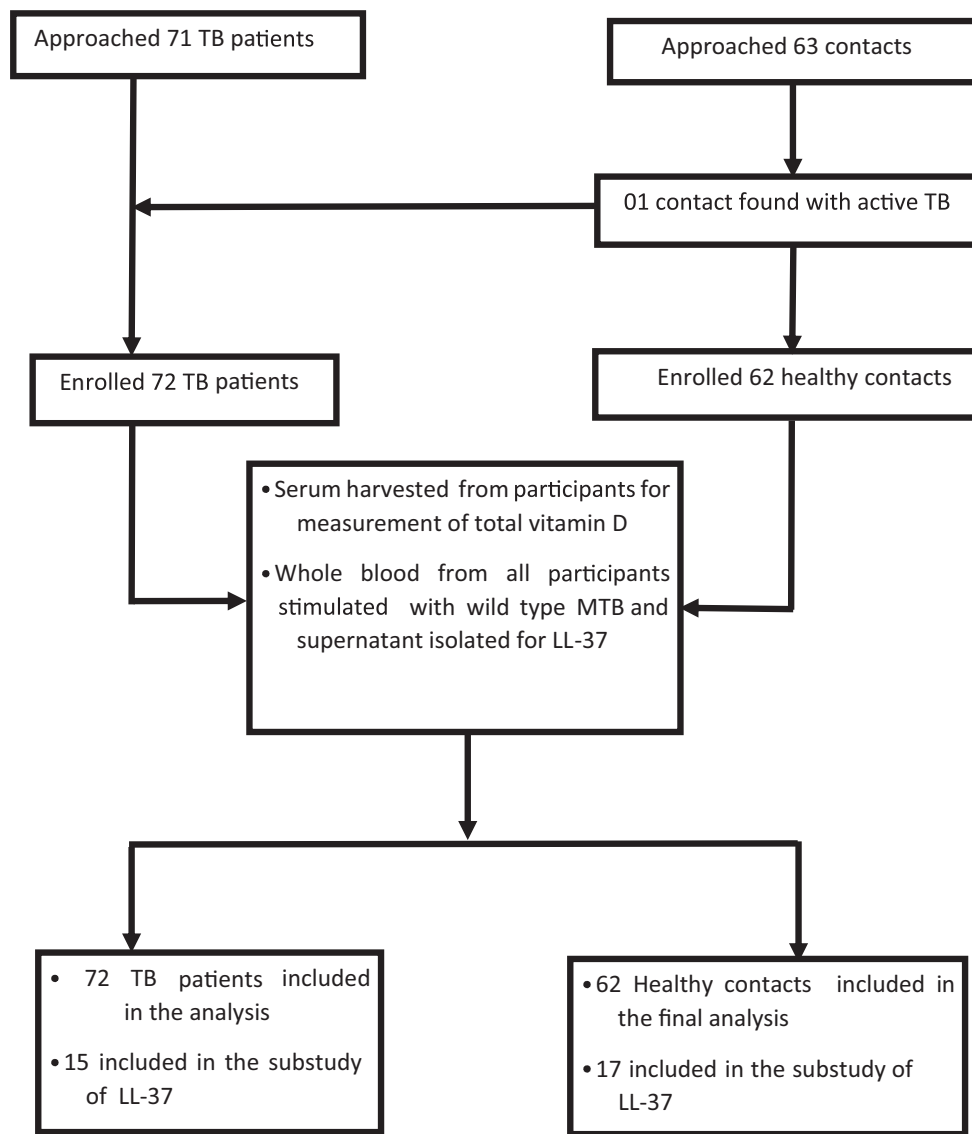 Approached 71 TB patients
Approached 63 contacts
01 contact found with active TB
Enrolled 72 TB patients
Enrolled 62 healthy contacts
• Serum harvested from participants for
measurement of total vitamin D
• Whole blood from all participants
stimulated with wild type MTB and
supernatant isolated for LL-37
• 72 TB patients included
in the analysis
• 15 included in the substudy
of LL-37
• 62 Healthy contacts included in
the final analysis
• 17 included in the substudy of
LL-37